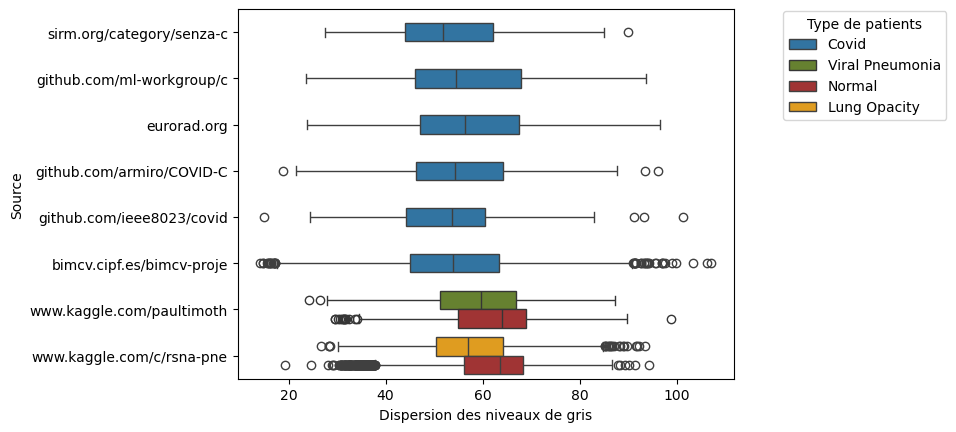 sirm.org/category/senza-c
github.com/ml-workgroup/c
eurorad.org
github.com/armiro/COVID-C
github.com/ieee8023/covid
bimcv.cipf.es/bimcv-proje
www.kaggle.com/paultimoth
www.kaggle.com/c/rsna-pne
Source
20 40 60 80 100
Dispersion des niveaux de gris
Type de patients
Covid
Viral Pneumonia
Normal
Lung Opacity